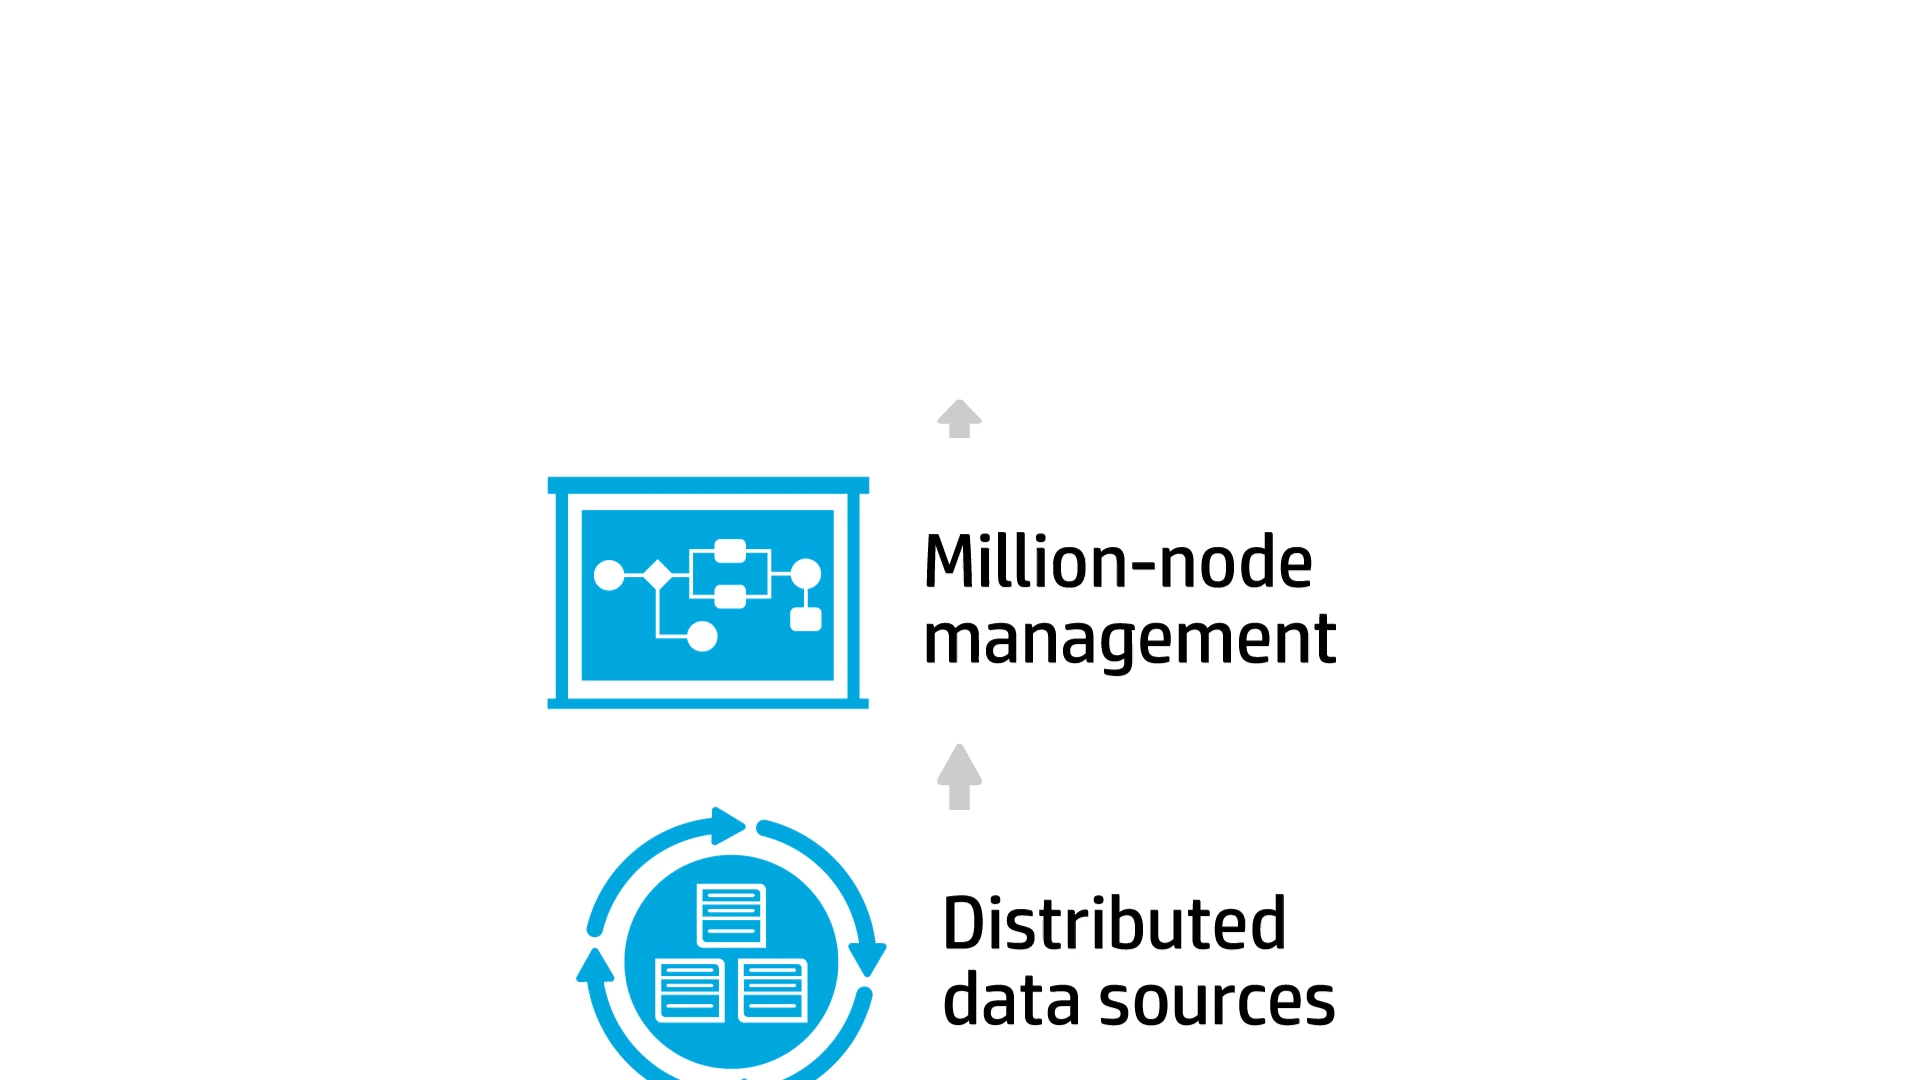 Million-node
management
Distributed
data sources